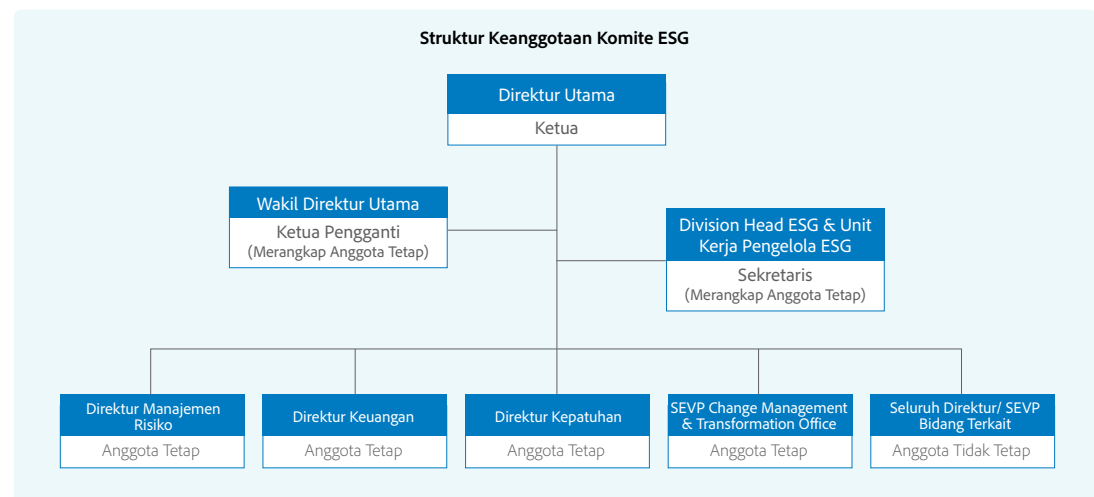 Struktur Keanggotaan Komite ESG
Direktur Utama
Ketua
Wakil Direktur Utama
Ketua Pengganti
(Merangkap Anggota Tetap)
Division Head ESG & Unit
Kerja Pengelola ESG
Sekretaris
(Merangkap Anggota Tetap)
Direktur Manajemen
Risiko
Anggota Tetap
Direktur Keuangan
Anggota Tetap
Direktur Kepatuhan
Anggota Tetap
SEVP Change Management
& Transformation Office
Anggota Tetap
Seluruh Direktur/ SEVP
Bidang Terkait
Anggota Tidak Tetap